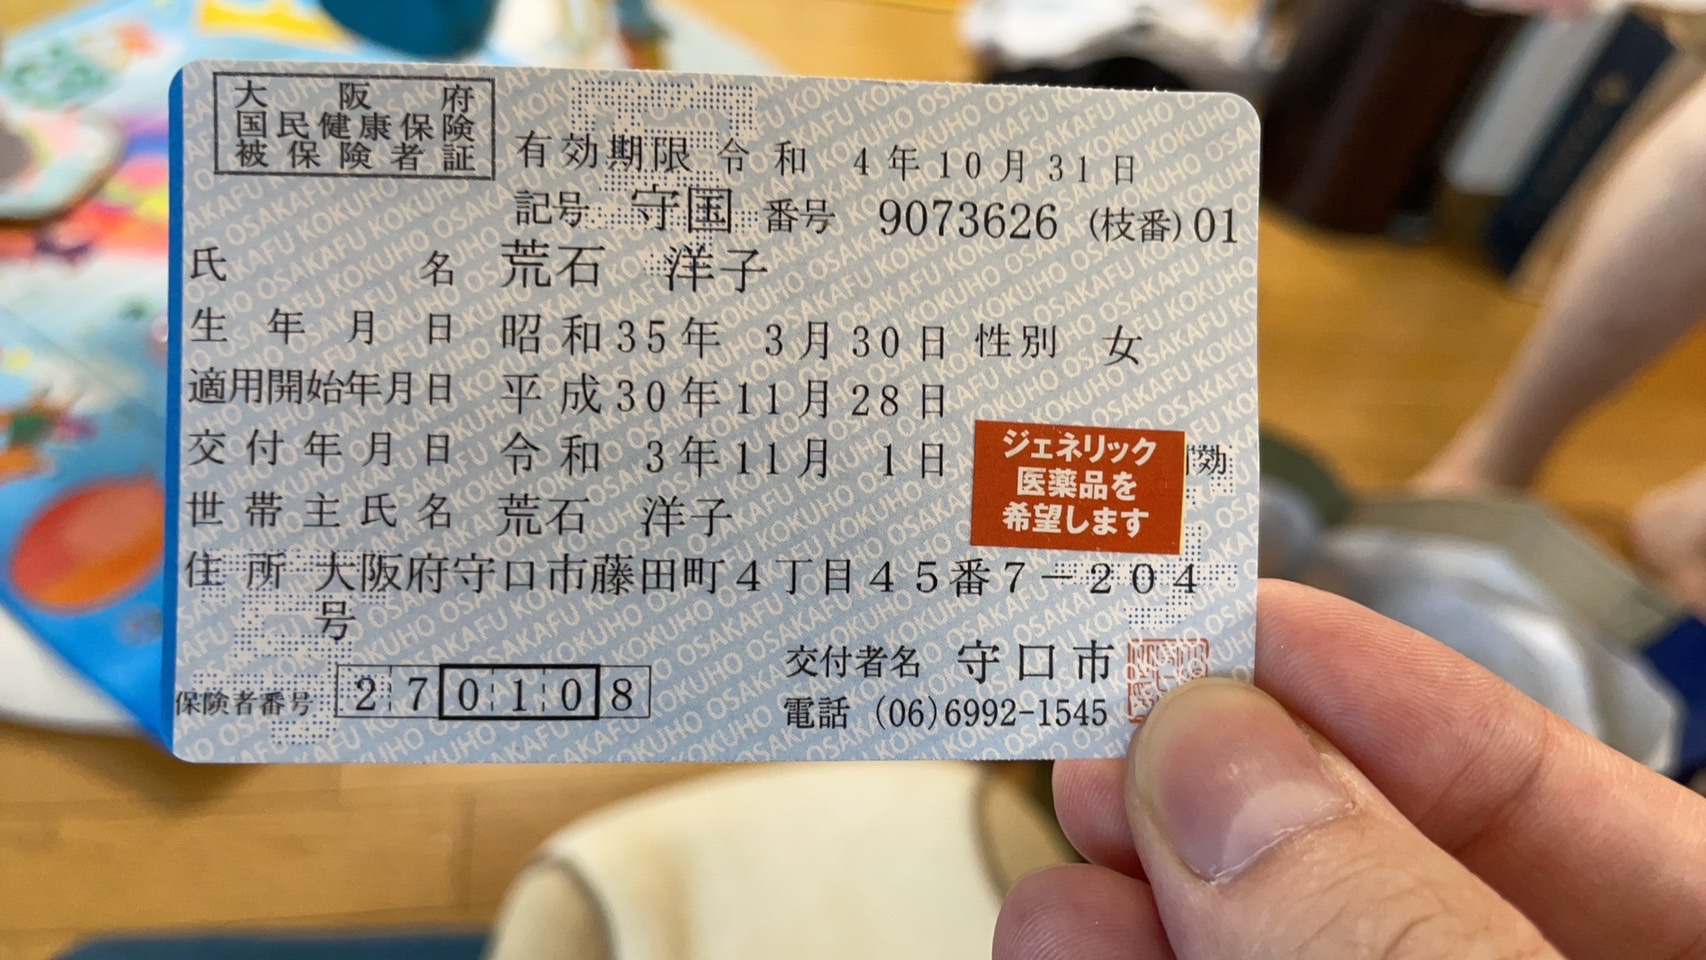 大阪府
国民健康保険
被保険者証
有効期限 令和 4年10月31日
記号 守国 番号 9073626 (枝番)01
氏名 荒石 洋子
生年月日 昭和35年 3月30日 性別 女
適用開始年月日 平成30年11月28日
交付年月日 令和 3年11月 1日
ジェネリック
医薬品を
希望します
効
世帯主氏名 荒石 洋子
住所 大阪府守口市藤田町4丁目45番7-204
号
保険者番号 270108
交付者名 守口市
電話 (06)6992-1545